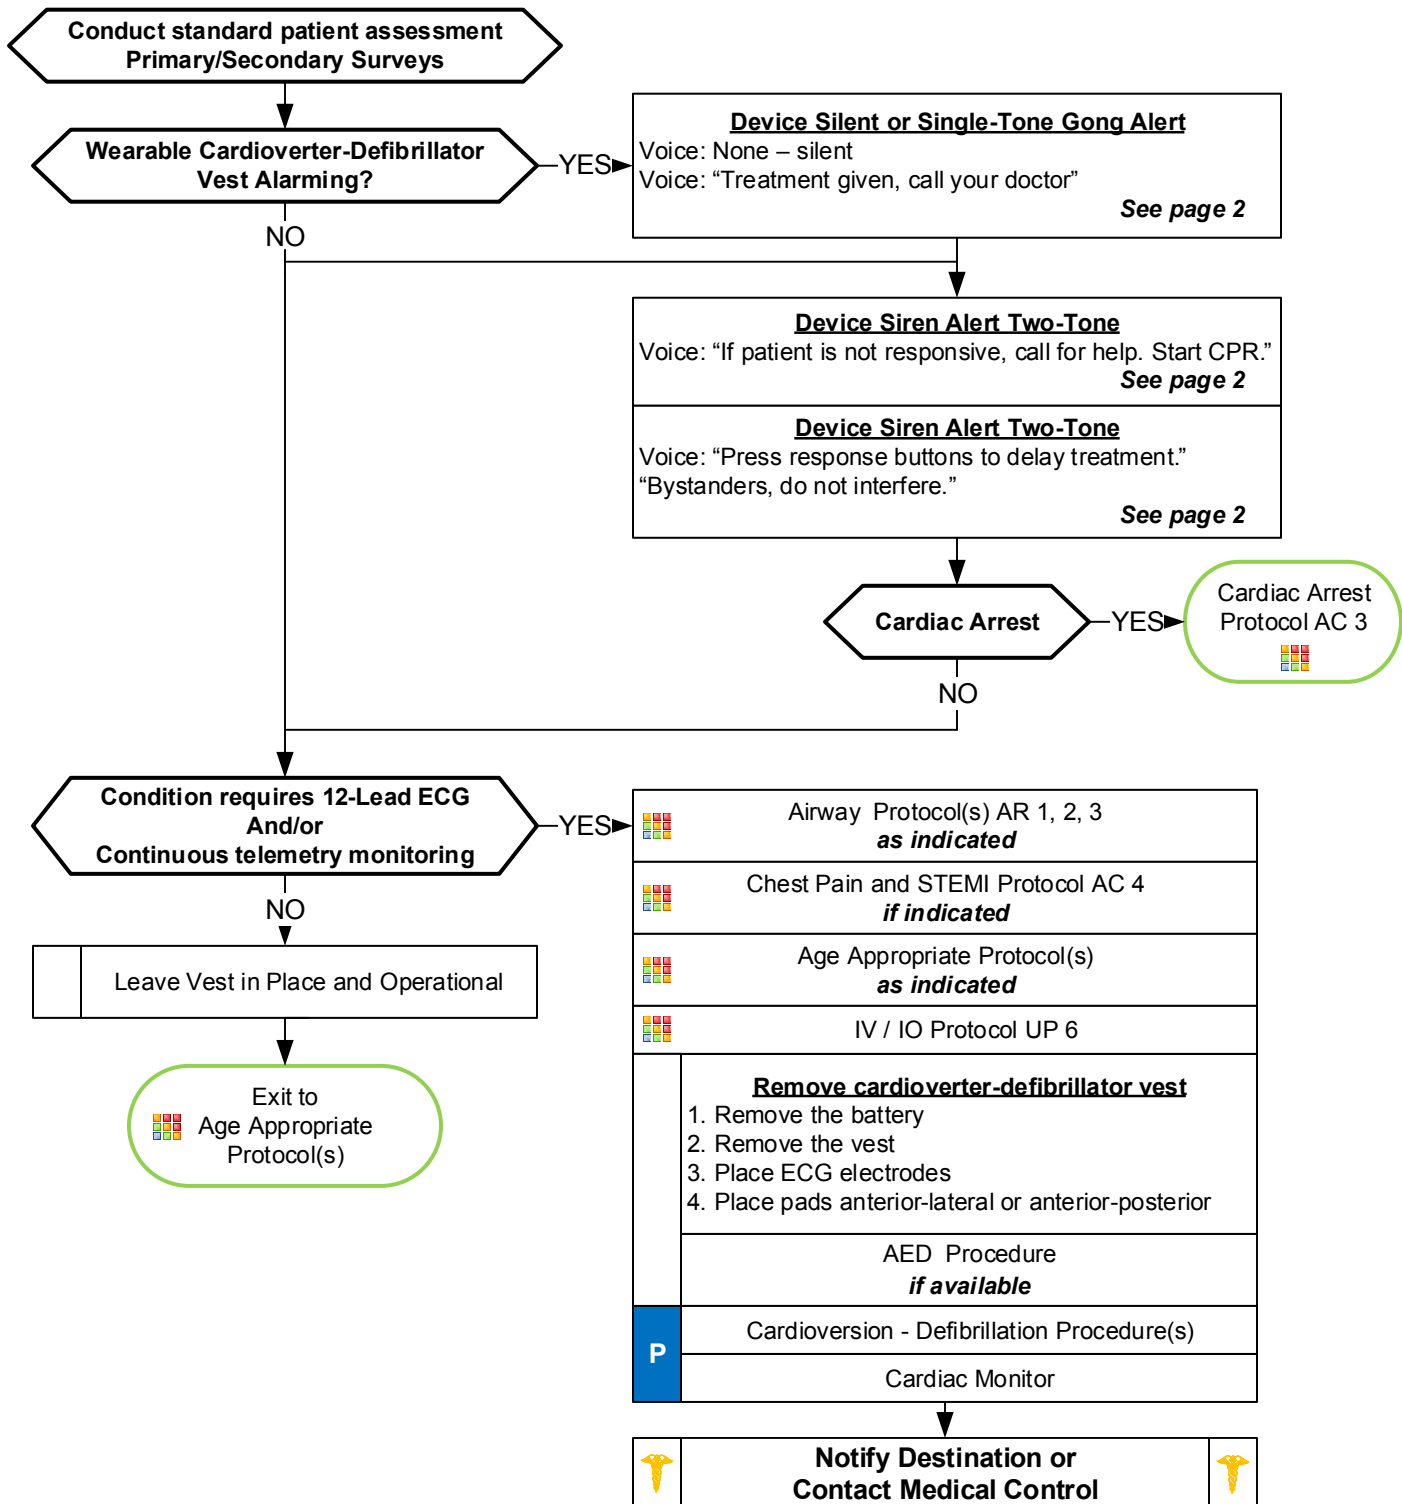 Conduct standard patient assessment
Primary/Secondary Surveys
Wearable Cardioverter-Defibrillator
Vest Alarming?
YES
NO
Device Silent or Single-Tone Gong Alert
Voice: None – silent
Voice: “Treatment given, call your doctor”
See page 2
Device Siren Alert Two-Tone
Voice: “If patient is not responsive, call for help. Start CPR.”
See page 2
Device Siren Alert Two-Tone
Voice: “Press response buttons to delay treatment.”
“Bystanders, do not interfere.”
See page 2
Cardiac Arrest
YES
Cardiac Arrest
Protocol AC 3
NO
Condition requires 12-Lead ECG
And/or
Continuous telemetry monitoring
YES
NO
Leave Vest in Place and Operational
Exit to
Age Appropriate
Protocol(s)
Airway Protocol(s) AR 1, 2, 3
as indicated
Chest Pain and STEMI Protocol AC 4
if indicated
Age Appropriate Protocol(s)
as indicated
IV / IO Protocol UP 6
Remove cardioverter-defibrillator vest
1. Remove the battery
2. Remove the vest
3. Place ECG electrodes
4. Place pads anterior-lateral or anterior-posterior
AED Procedure
if available
P
Cardioversion - Defibrillation Procedure(s)
Cardiac Monitor
Notify Destination or
Contact Medical Control